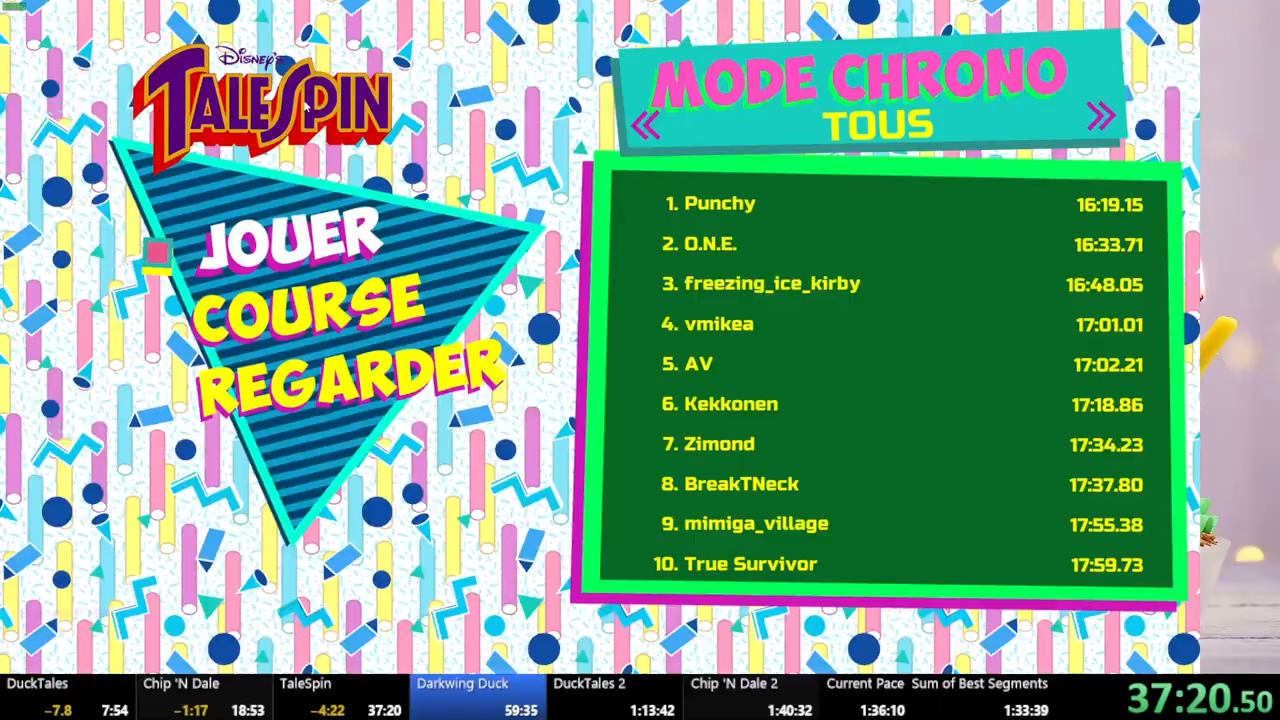 DISNEY'S
TALESPIN
JOUER
COURSE
REGARDER
MODE CHRONO
TOUS
1. Punchy 16:19.15
2. O.N.E. 16:33.71
3. freezing_ice_kirby 16:48.05
4. vmikea 17:01.01
5. AV 17:02.21
6. Kekkonen 17:18.86
7. Zimond 17:34.23
8. BreakTNeck 17:37.80
9. mimiga_village 17:55.38
10. True Survivor 17:59.73
DuckTales Chip 'N Dale TaleSpin Darkwing Duck DuckTales 2 Chip 'N Dale 2 Current Pace Sum of Best Segments
−7.8 7:54 −1:17 18:53 −4:22 37:20 59:35 1:13:42 1:40:32 1:36:10 1:33:39
37:20.50